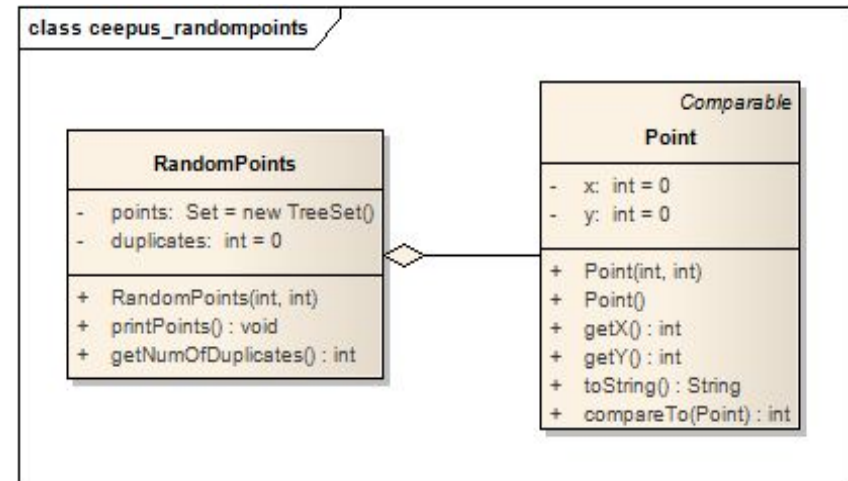 class ceepus_randompoints
RandomPoints
- points: Set = new TreeSet()
- duplicates: int = 0
+ RandomPoints(int, int)
+ printPoints() : void
+ getNumOfDuplicates() : int
Comparable
Point
- x: int = 0
- y: int = 0
+ Point(int, int)
+ Point()
+ getX() : int
+ getY() : int
+ toString() : String
+ compareTo(Point) : int